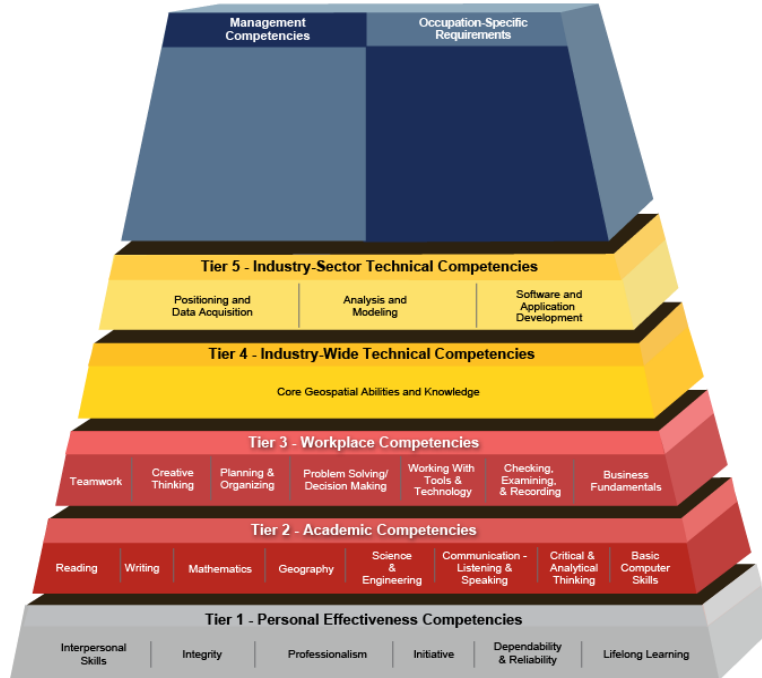 Management
Competencies
Occupation-Specific
Requirements
Tier 5 - Industry-Sector Technical Competencies
Positioning and
Data Acquisition
Analysis and
Modeling
Software and
Application
Development
Tier 4 - Industry-Wide Technical Competencies
Core Geospatial Abilities and Knowledge
Tier 3 - Workplace Competencies
Teamwork
Creative
Thinking
Planning &
Organizing
Problem Solving/
Decision Making
Working With
Tools &
Technology
Checking,
Examining,
& Recording
Business
Fundamentals
Tier 2 - Academic Competencies
Reading
Writing
Mathematics
Geography
Science
&
Engineering
Communication -
Listening &
Speaking
Critical &
Analytical
Thinking
Basic
Computer
Skills
Tier 1 - Personal Effectiveness Competencies
Interpersonal
Skills
Integrity
Professionalism
Initiative
Dependability
& Reliability
Lifelong Learning